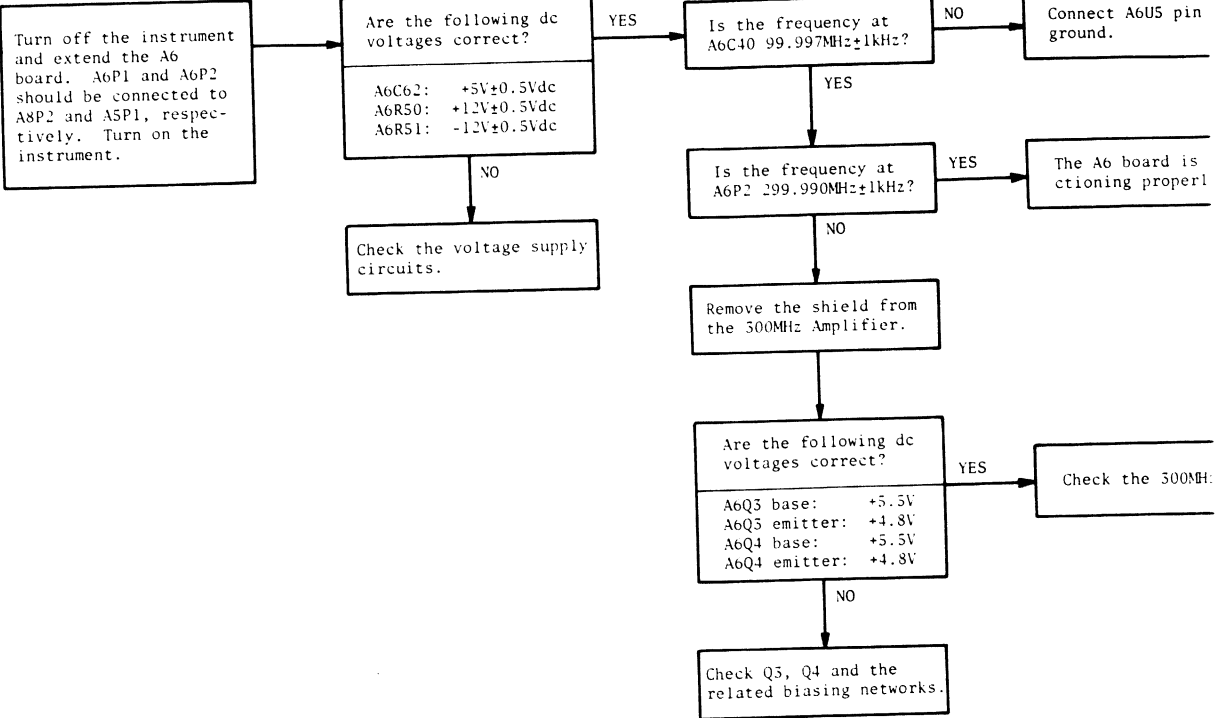 Turn off the instrument
and extend the A6
board. A6P1 and A6P2
should be connected to
A8P2 and A5P1, respec-
tively. Turn on the
instrument.
Are the following dc
voltages correct?
A6C62: +5V±0.5Vdc
A6R50: +12V±0.5Vdc
A6R51: -12V±0.5Vdc
NO
Check the voltage supply
circuits.
YES
Is the frequency at
A6C40 99.997MHz±1kHz?
NO
Connect A6U5 pin
ground.
YES
Is the frequency at
A6P2 299.990MHz±1kHz?
YES
The A6 board is
ctioning properl
NO
Remove the shield from
the 300MHz Amplifier.
Are the following dc
voltages correct?
A6Q3 base: +5.5V
A6Q3 emitter: +4.8V
A6Q4 base: +5.5V
A6Q4 emitter: +4.8V
YES
Check the 300MH
NO
Check Q3, Q4 and the
related biasing networks.